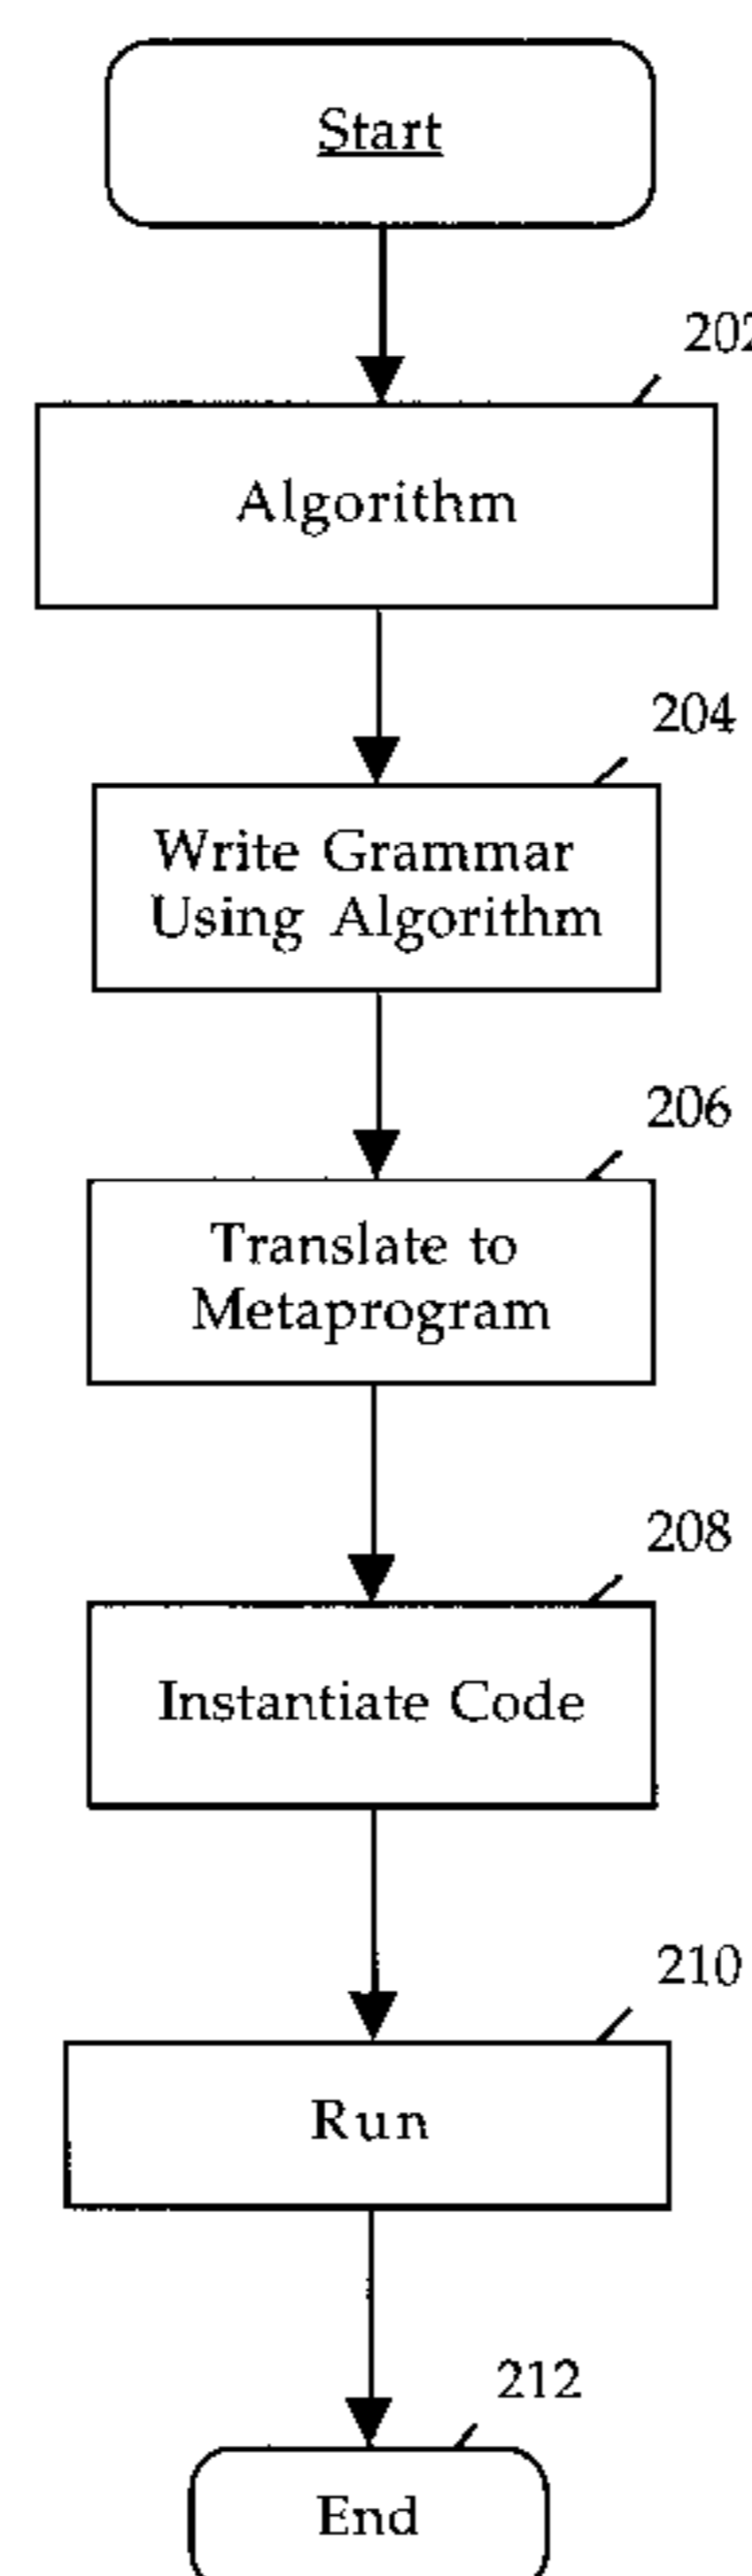 Start
202
Algorithm
204
Write Grammar
Using Algorithm
206
Translate to
Metaprogram
208
Instantiate Code
210
Run
212
End